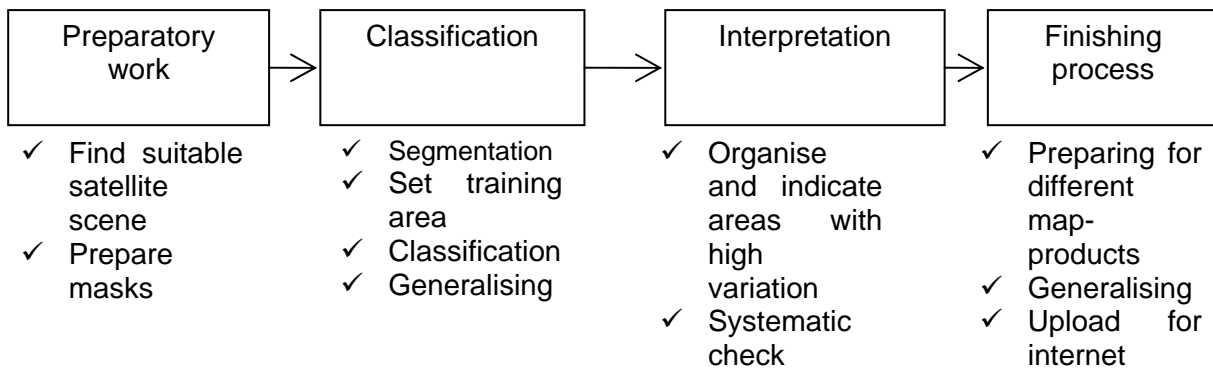 Preparatory
work
✓ Find suitable
satellite
scene
✓ Prepare
masks
Classification
✓ Segmentation
✓ Set training
area
✓ Classification
✓ Generalising
Interpretation
✓ Organise
and indicate
areas with
high
variation
✓ Systematic
check
Finishing
process
✓ Preparing for
different
map-
products
✓ Generalising
✓ Upload for
internet